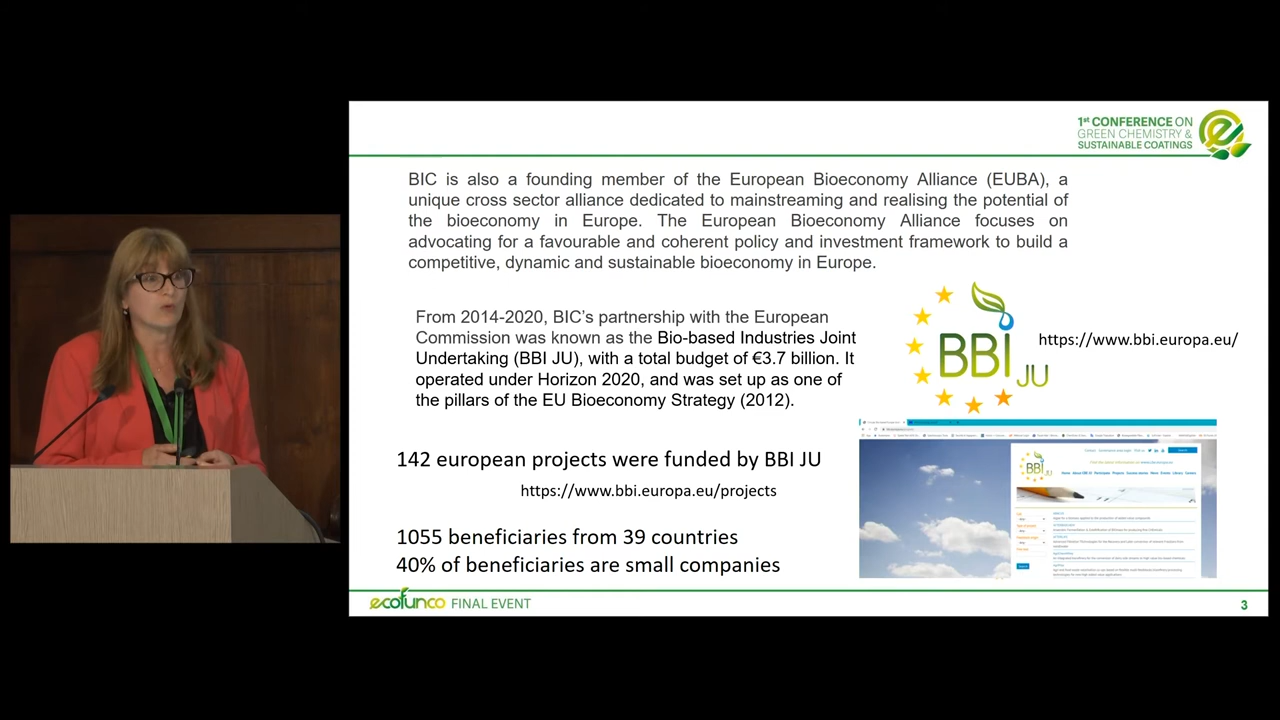 1st CONFERENCE ON
GREEN CHEMISTRY &
SUSTAINABLE COATINGS
BIC is also a founding member of the European Bioeconomy Alliance (EUBA), a
unique cross sector alliance dedicated to mainstreaming and realising the potential of
the bioeconomy in Europe. The European Bioeconomy Alliance focuses on
advocating for a favourable and coherent policy and investment framework to build a
competitive, dynamic and sustainable bioeconomy in Europe.
From 2014-2020, BIC's partnership with the European
Commission was known as the Bio-based Industries Joint
Undertaking (BBI JU), with a total budget of €3.7 billion. It
operated under Horizon 2020, and was set up as one of
the pillars of the EU Bioeconomy Strategy (2012).
BBI JU
https://www.bbi.europa.eu/
142 european projects were funded by BBI JU
https://www.bbi.europa.eu/projects
1055 beneficiaries from 39 countries
40% of beneficiaries are small companies
BBI JU
ecofunco FINAL EVENT
3